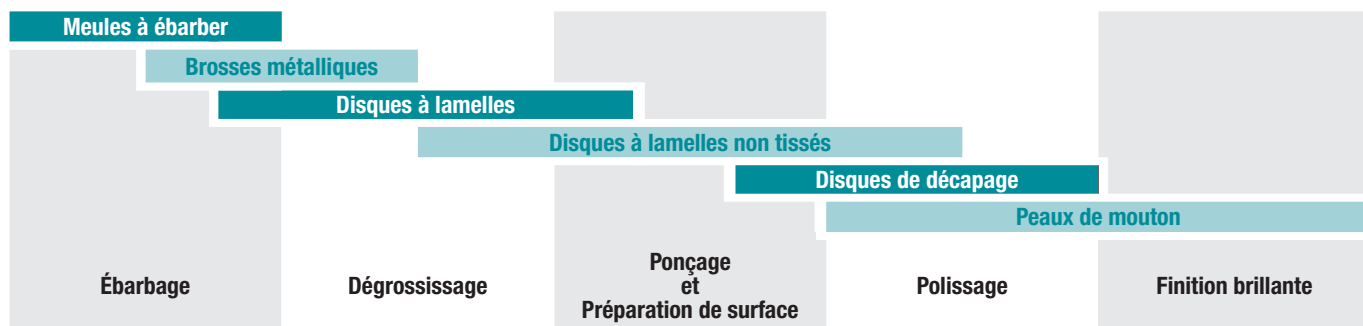 Meules à ébarber
Brosses métalliques
Disques à lamelles
Disques à lamelles non tissés
Disques de décapage
Peaux de mouton
Ébarbage
Dégrossissage
Ponçage
et
Préparation de surface
Polissage
Finition brillante